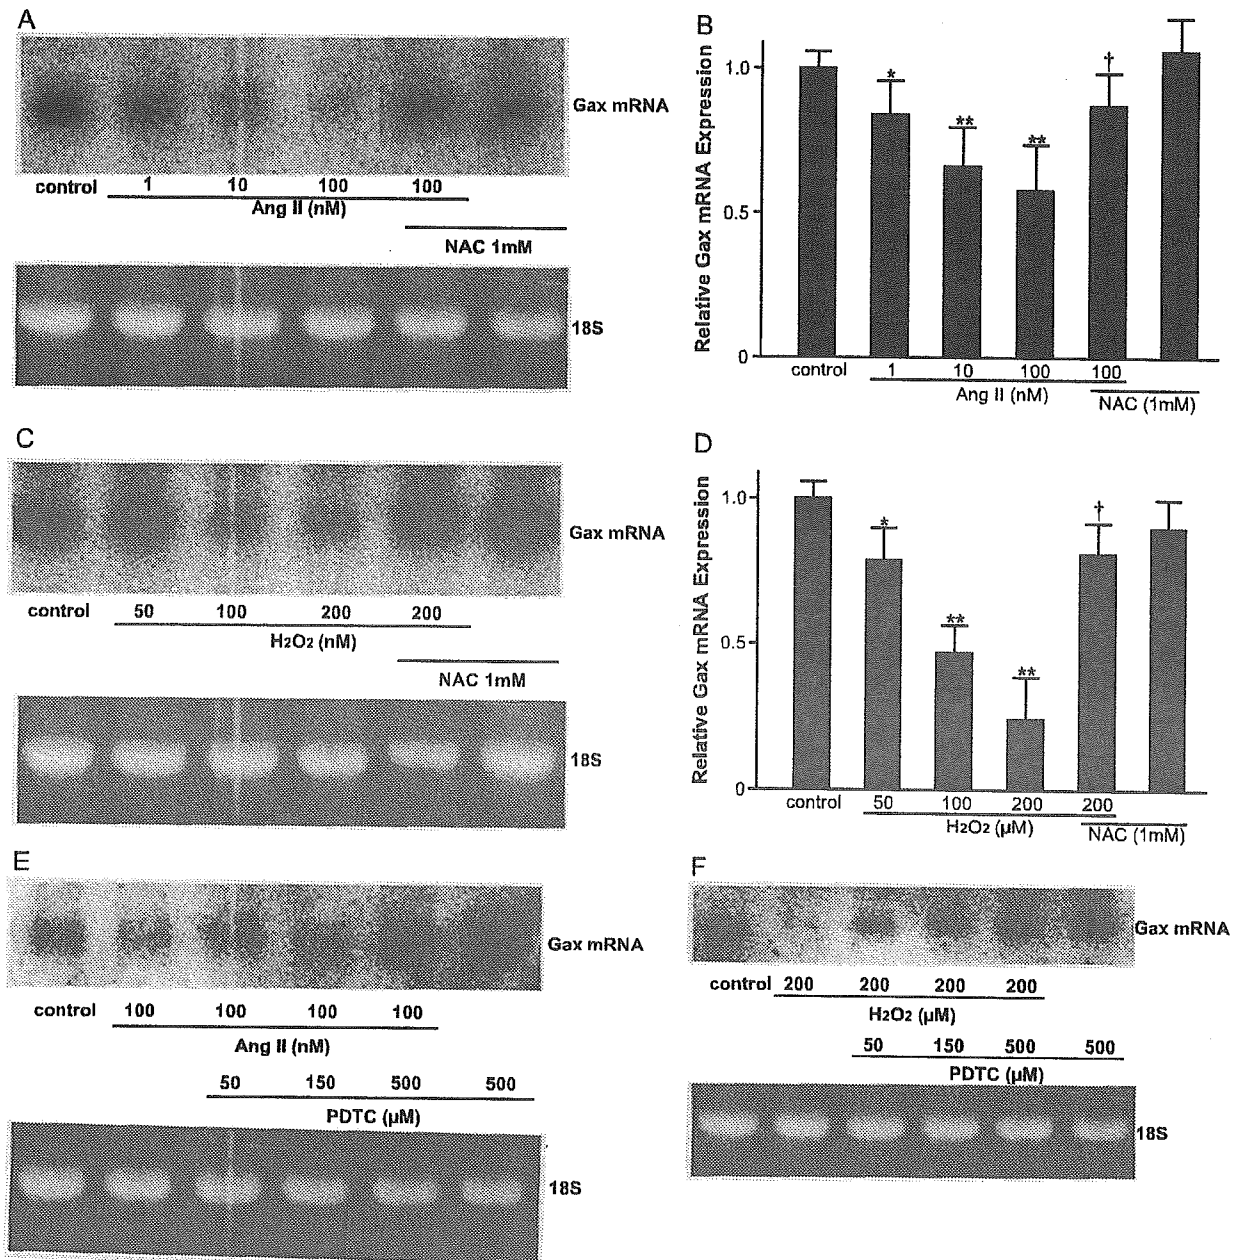 A
Gax mRNA
control 1 10 100 100
Ang II (nM)
NAC 1mM
18S
B
Relative Gax mRNA Expression
1.0
0.5
0
* ** ** †
control 1 10 100 100
Ang II (nM)
NAC (1mM)
C
Gax mRNA
control 50 100 200 200
H2O2 (nM)
NAC 1mM
18S
D
Relative Gax mRNA Expression
1.0
0.5
0
* ** ** †
control 50 100 200 200
H2O2 (µM)
NAC (1mM)
E
Gax mRNA
control 100 100 100 100
Ang II (nM)
50 150 500 500
PDTC (µM)
18S
F
Gax mRNA
control 200 200 200 200
H2O2 (µM)
50 150 500 500
PDTC (µM)
18S